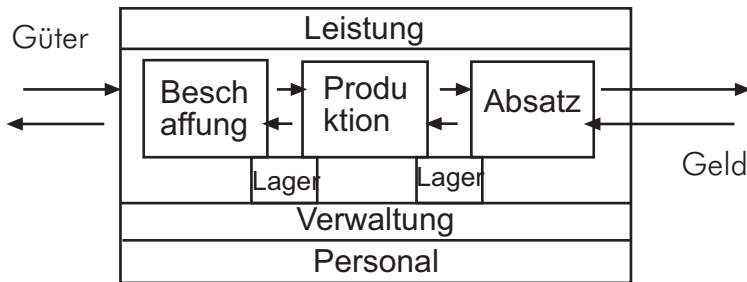 Leistung
Güter
Besch
affung
Produ
ktion
Absatz
Geld
Lager
Lager
Verwaltung
Personal